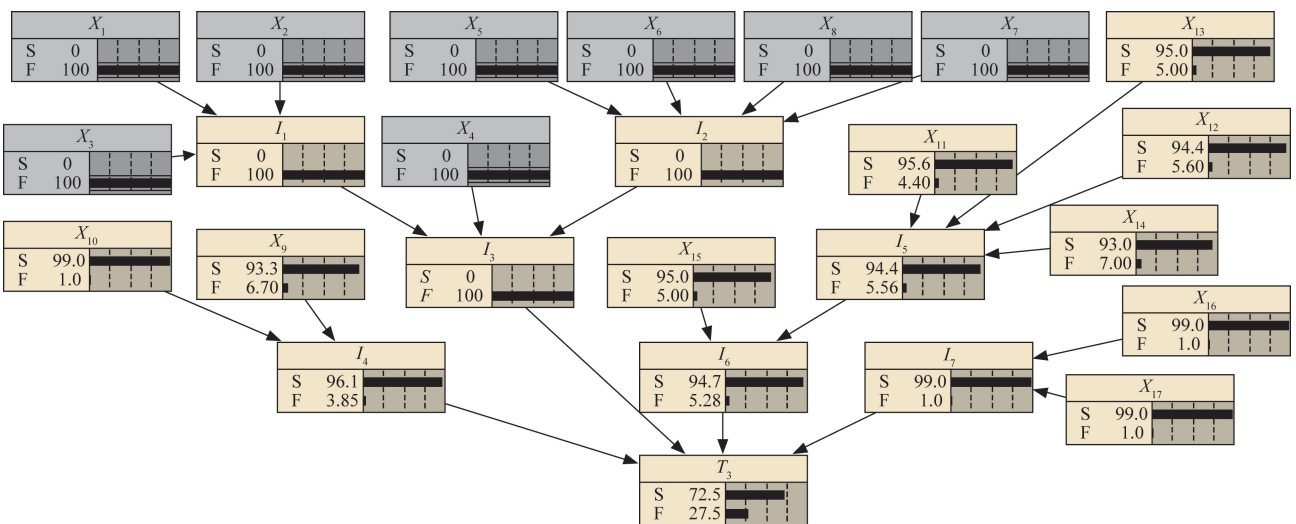 X1
S 0
F 100
X2
S 0
F 100
X5
S 0
F 100
X6
S 0
F 100
X8
S 0
F 100
X7
S 0
F 100
X13
S 95.0
F 5.00
X3
S 0
F 100
I1
S 0
F 100
X4
S 0
F 100
I2
S 0
F 100
X11
S 95.6
F 4.40
X12
S 94.4
F 5.60
X10
S 99.0
F 1.0
X9
S 93.3
F 6.70
I3
S 0
F 100
X15
S 95.0
F 5.00
I5
S 94.4
F 5.56
X14
S 93.0
F 7.00
I4
S 96.1
F 3.85
I6
S 94.7
F 5.28
I7
S 99.0
F 1.0
X16
S 99.0
F 1.0
X17
S 99.0
F 1.0
T3
S 72.5
F 27.5